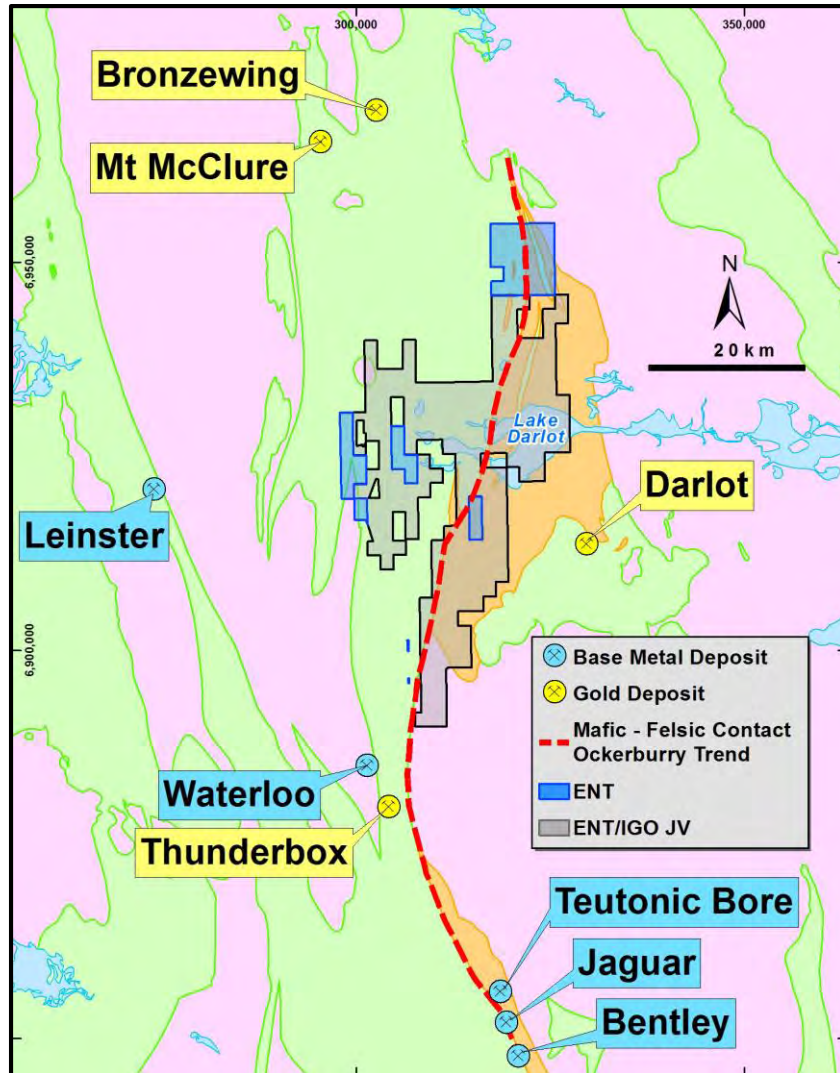 300,000
350,000
Bronzewing
Mt McClure
6,950,000
N
20 km
Lake
Darlot
Darlot
Leinster
6,900,000
Base Metal Deposit
Gold Deposit
Mafic - Felsic Contact
Ockerburry Trend
ENT
ENT/IGO JV
Waterloo
Thunderbox
Teutonic Bore
Jaguar
Bentley